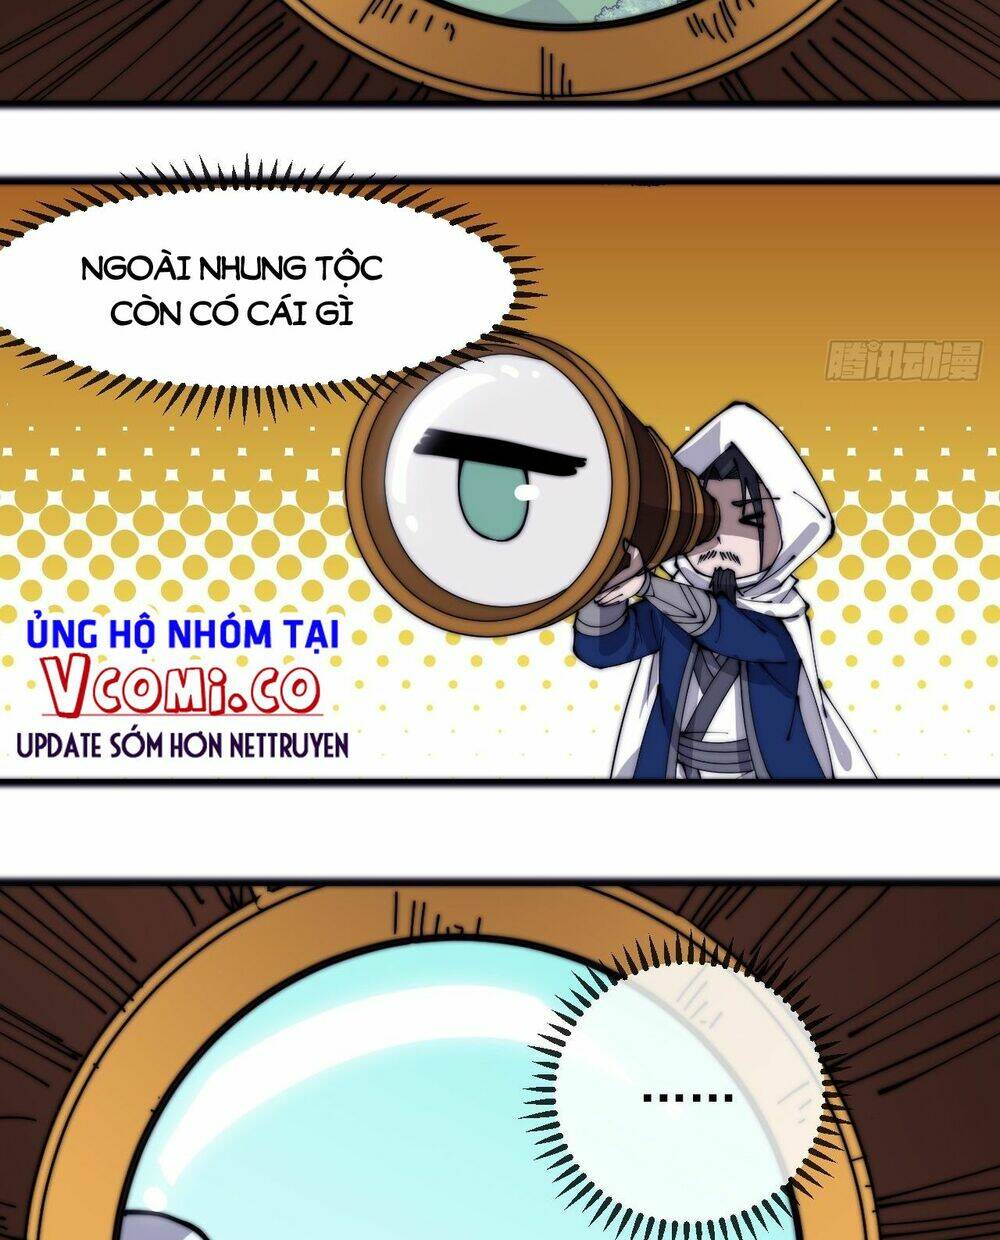 NGOÀI NHUNG TỘC
CÒN CÓ CÁI GÌ
腾讯动漫
ỦNG HỘ NHÓM TẠI
VCOMI.CO
UPDATE SỚM HƠN NETTRUYEN
......